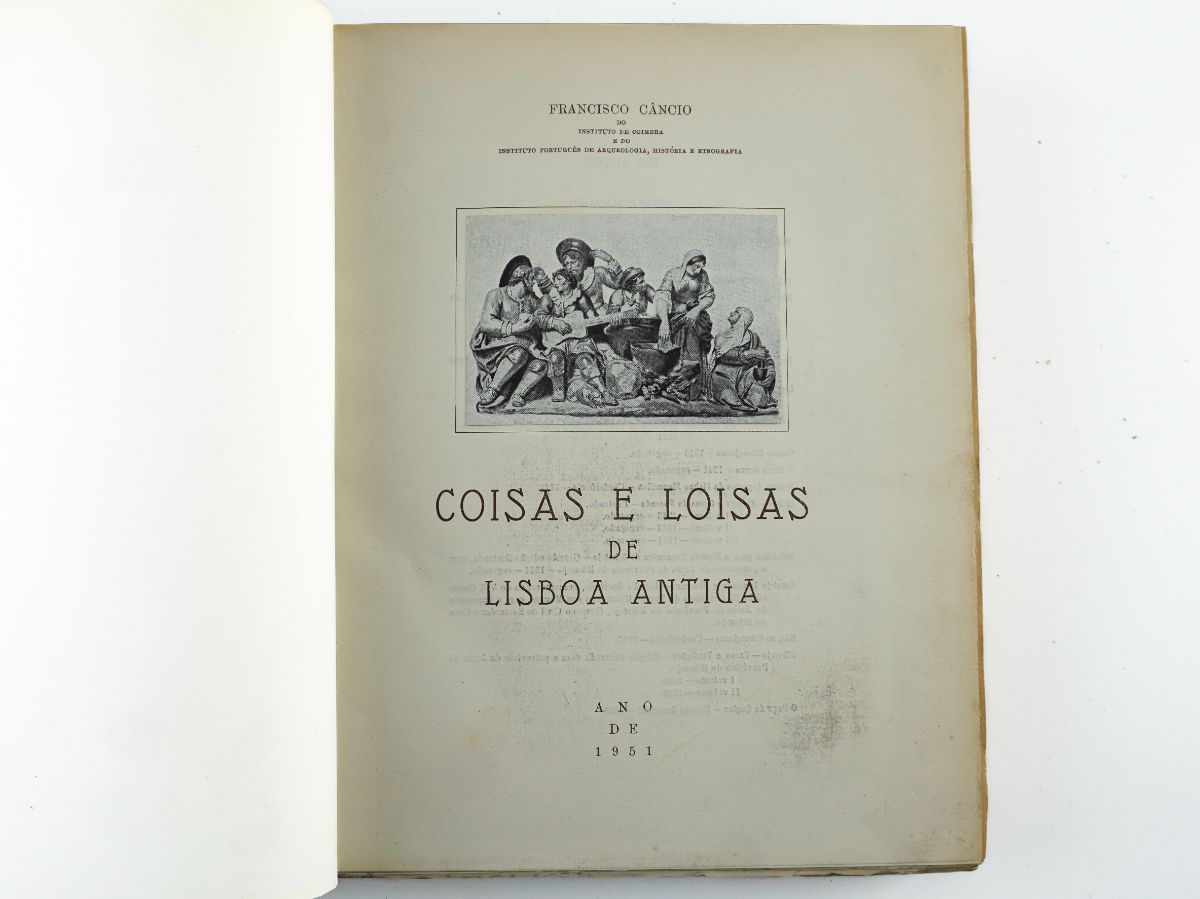 FRANCISCO CÂNCIO
DO
INSTITUTO DE COIMBRA
E DO
INSTITUTO PORTUGUÊS DE ARQUEOLOGIA, HISTÓRIA E ETNOGRAFIA
COISAS E LOISAS
DE
LISBOA ANTIGA
ANO
DE
1951